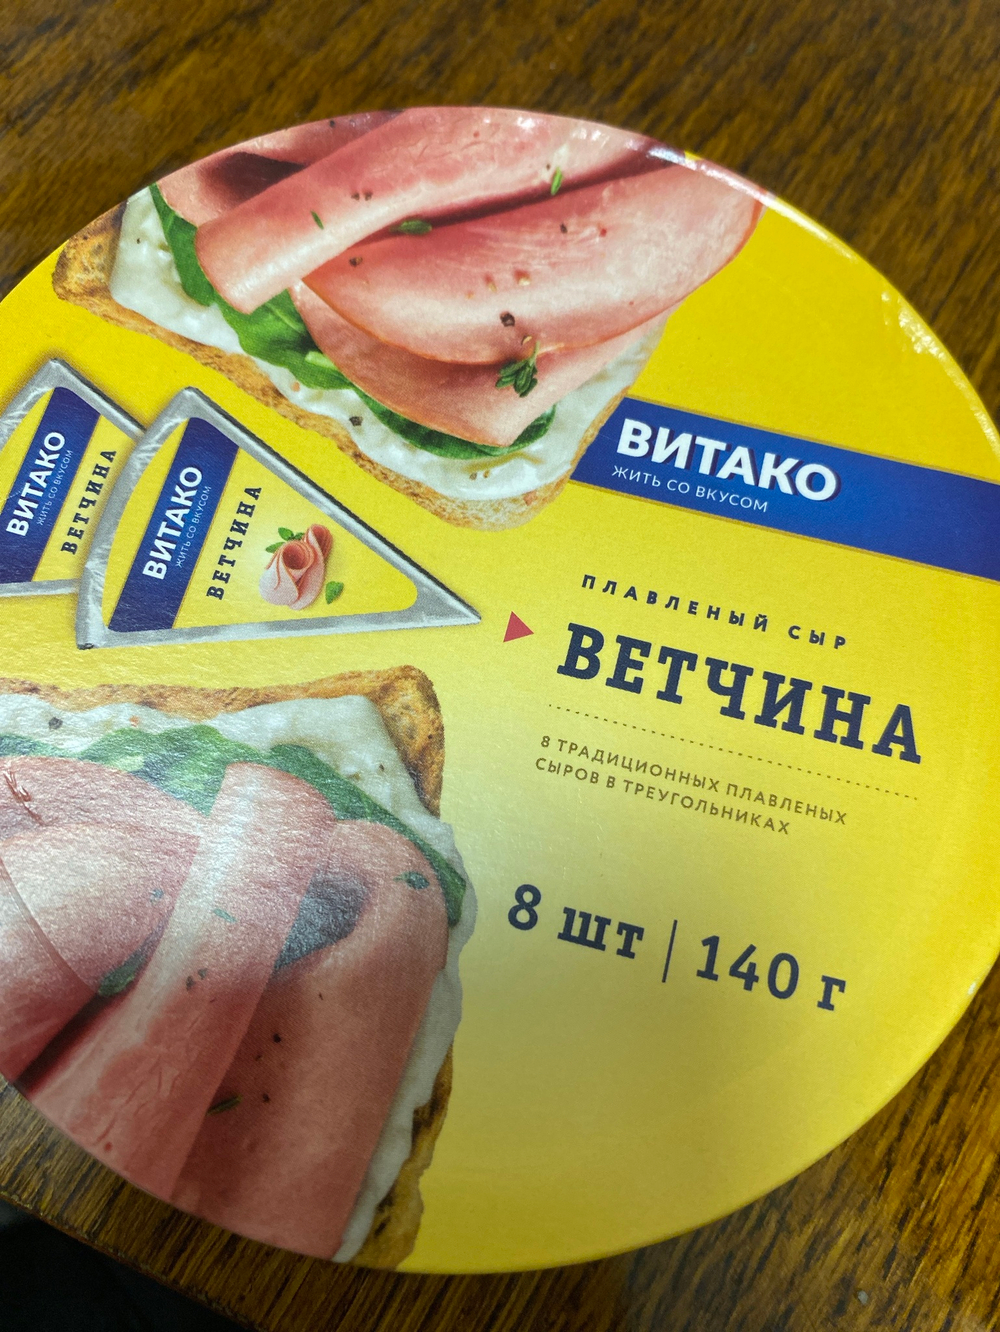 ВИТАКО
ЖИТЬ СО ВКУСОМ
ПЛАВЛЕНЫЙ СЫР
ВЕТЧИНА
8 ТРАДИЦИОННЫХ ПЛАВЛЕНЫХ
СЫРОВ В ТРЕУГОЛЬНИКАХ
8 шт | 140 г
ВИТАКО
ЖИТЬ СО ВКУСОМ
ВЕТЧИНА
ВИТАКО
ЖИТЬ СО ВКУСОМ
ВЕТЧИНА